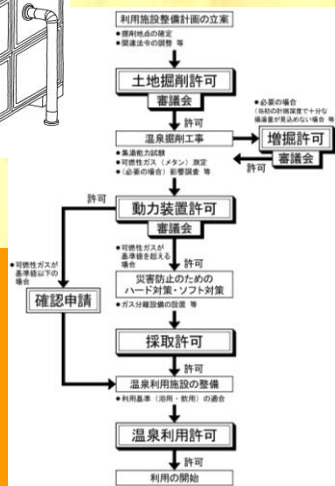 利用施設整備計画の立案
●掘削地点の確定
●関連法令の調整 等
土地掘削許可
審議会
許可
温泉掘削工事
●必要の場合
(当初の計画深度で十分な
揚湯量が見込めない場合 等)
増掘許可
審議会
許可
●集湯能力試験
●可燃性ガス(メタン)測定
●(必要の場合)影響調査 等
許可
動力装置許可
審議会
●可燃性ガスが
基準値以下の
場合
確認申請
●可燃性ガスが
基準値を超える
場合
許可
災害防止のための
ハード対策・ソフト対策
●ガス分離設備の設置 等
採取許可
許可
温泉利用施設の整備
●利用基準(浴用・飲用)の適合
温泉利用許可
許可
利用の開始